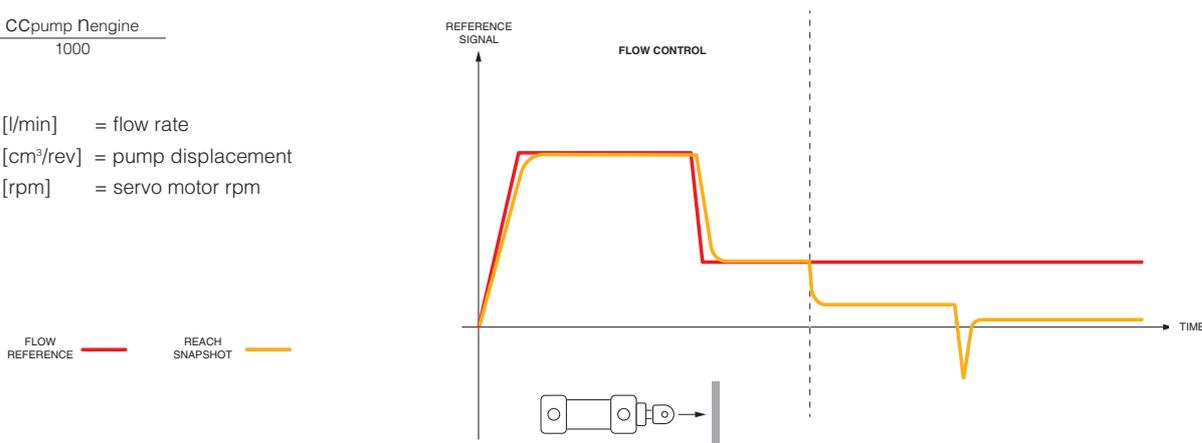 CCpump nengine
1000
[l/min] = flow rate
[cm³/rev] = pump displacement
[rpm] = servo motor rpm
FLOW
REFERENCE
REACH
SNAPSHOT
REFERENCE
SIGNAL
FLOW CONTROL
TIME